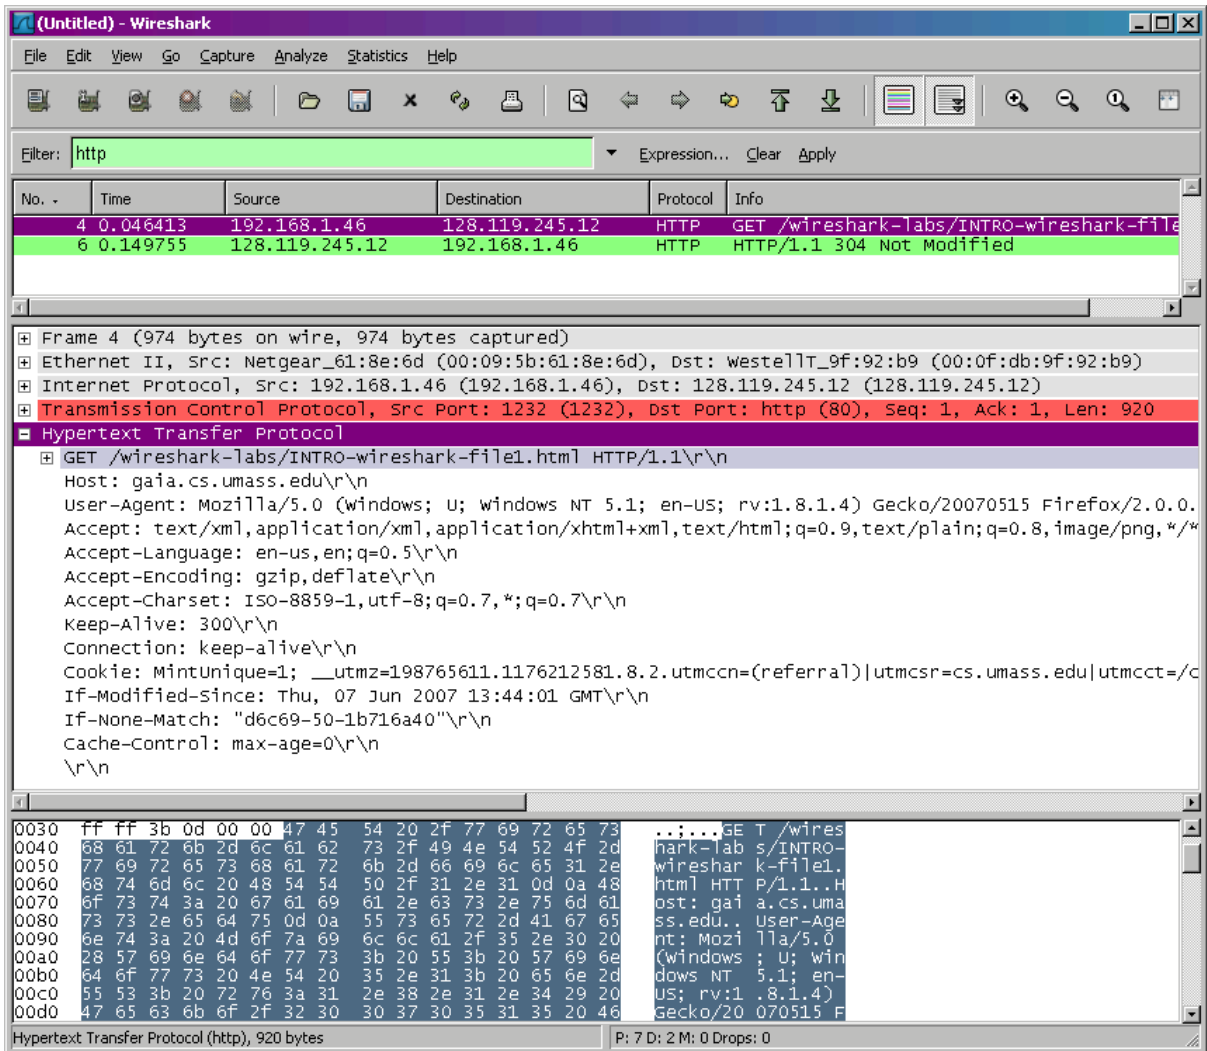 (Untitled) - Wireshark
File Edit View Go Capture Analyze Statistics Help
Filter: http Expression... Clear Apply
No. - Time Source Destination Protocol Info
4 0.046413 192.168.1.46 128.119.245.12 HTTP GET /wireshark-labs/INTRO-wireshark-file
6 0.149755 128.119.245.12 192.168.1.46 HTTP HTTP/1.1 304 Not Modified
Frame 4 (974 bytes on wire, 974 bytes captured)
Ethernet II, Src: Netgear_61:8e:6d (00:09:5b:61:8e:6d), Dst: WestellT_9f:92:b9 (00:0f:db:9f:92:b9)
Internet Protocol, Src: 192.168.1.46 (192.168.1.46), Dst: 128.119.245.12 (128.119.245.12)
Transmission Control Protocol, Src Port: 1232 (1232), Dst Port: http (80), Seq: 1, Ack: 1, Len: 920
Hypertext Transfer Protocol
GET /wireshark-labs/INTRO-wireshark-file1.html HTTP/1.1\r\n
Host: gaia.cs.umass.edu\r\n
User-Agent: Mozilla/5.0 (Windows; U; Windows NT 5.1; en-US; rv:1.8.1.4) Gecko/20070515 Firefox/2.0.0.
Accept: text/xml,application/xml,application/xhtml+xml,text/html;q=0.9,text/plain;q=0.8,image/png,*/*
Accept-Language: en-us,en;q=0.5\r\n
Accept-Encoding: gzip,deflate\r\n
Accept-Charset: ISO-8859-1,utf-8;q=0.7,*;q=0.7\r\n
Keep-Alive: 300\r\n
Connection: keep-alive\r\n
Cookie: MintUnique=1; __utmz=198765611.1176212581.8.2.utmccn=(referral)|utmcsr=cs.umass.edu|utmcct=/c
If-Modified-Since: Thu, 07 Jun 2007 13:44:01 GMT\r\n
If-None-Match: "d6c69-50-1b716a40"\r\n
Cache-Control: max-age=0\r\n
\r\n
0030 ff ff 3b 0d 00 00 47 45 54 20 2f 77 69 72 65 73 ..;...GE T /wires
0040 68 61 72 6b 2d 6c 61 62 73 2f 49 4e 54 52 4f 2d hark-lab s/INTRO-
0050 77 69 72 65 73 68 61 72 6b 2d 66 69 6c 65 31 2e wireshar k-file1.
0060 68 74 6d 6c 20 48 54 54 50 2f 31 2e 31 0d 0a 48 html HTT P/1.1..H
0070 6f 73 74 3a 20 67 61 69 61 2e 63 73 2e 75 6d 61 ost: gai a.cs.uma
0080 73 73 2e 65 64 75 0d 0a 55 73 65 72 2d 41 67 65 ss.edu.. User-Age
0090 6e 74 3a 20 4d 6f 7a 69 6c 6c 61 2f 35 2e 30 20 nt: Mozi lla/5.0
00a0 28 57 69 6e 64 6f 77 73 3b 20 55 3b 20 57 69 6e (Windows ; U; Win
00b0 64 6f 77 73 20 4e 54 20 35 2e 31 3b 20 65 6e 2d dows NT 5.1; en-
00c0 55 53 3b 20 72 76 3a 31 2e 38 2e 31 2e 34 29 20 US; rv:1 .8.1.4)
00d0 47 65 63 6b 6f 2f 32 30 30 37 30 35 31 35 20 46 Gecko/20 070515 F
Hypertext Transfer Protocol (http), 920 bytes P: 7 D: 2 M: 0 Drops: 0